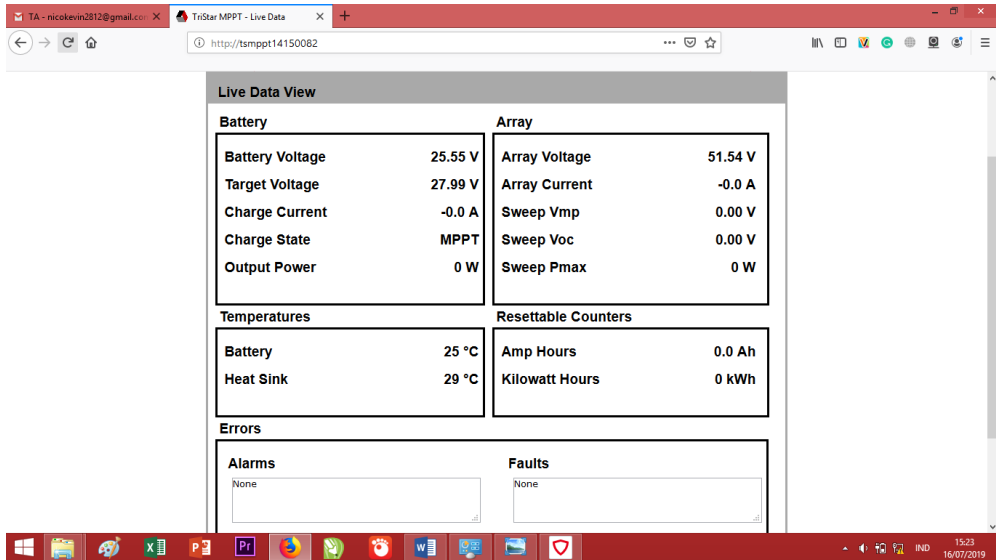 TA - nicokevin2812@gmail.com
TriStar MPPT - Live Data
http://tsmppt14150082
Live Data View
Battery
Battery Voltage 25.55 V
Target Voltage 27.99 V
Charge Current -0.0 A
Charge State MPPT
Output Power 0 W
Array
Array Voltage 51.54 V
Array Current -0.0 A
Sweep Vmp 0.00 V
Sweep Voc 0.00 V
Sweep Pmax 0 W
Temperatures
Battery 25 °C
Heat Sink 29 °C
Resettable Counters
Amp Hours 0.0 Ah
Kilowatt Hours 0 kWh
Errors
Alarms
None
Faults
None
IND
15:23
16/07/2019